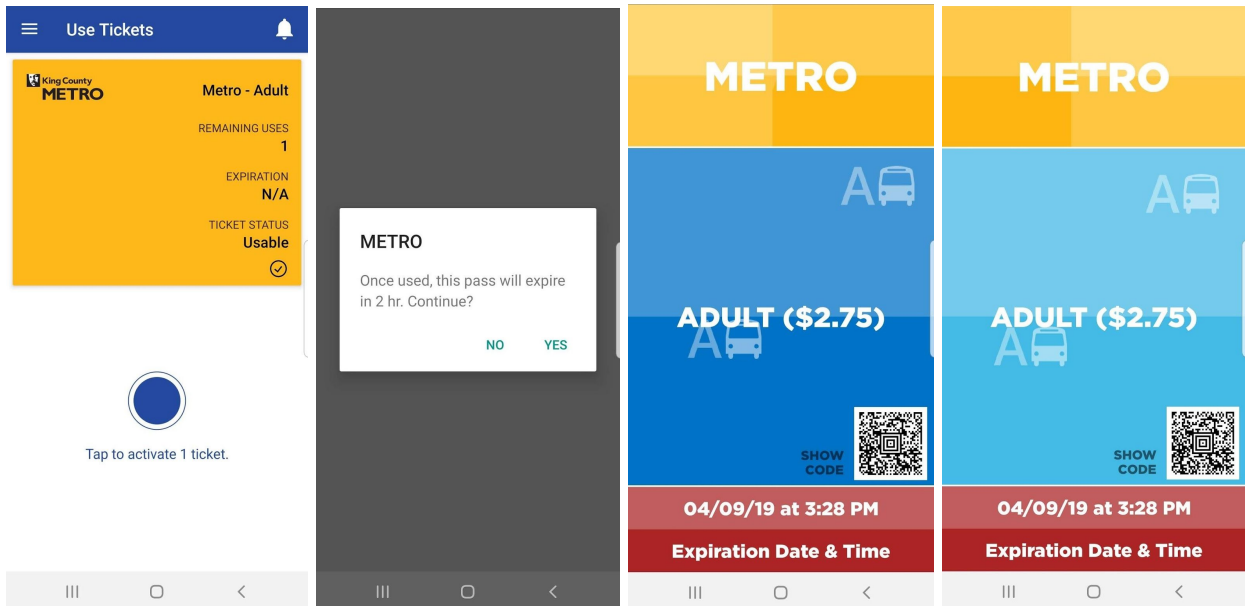 Use Tickets
King County
METRO
Metro - Adult
REMAINING USES
1
EXPIRATION
N/A
TICKET STATUS
Usable
Tap to activate 1 ticket.
METRO
Once used, this pass will expire
in 2 hr. Continue?
NO YES
METRO
A
ADULT ($2.75)
A
SHOW
CODE
04/09/19 at 3:28 PM
Expiration Date & Time
METRO
A
ADULT ($2.75)
A
SHOW
CODE
04/09/19 at 3:28 PM
Expiration Date & Time